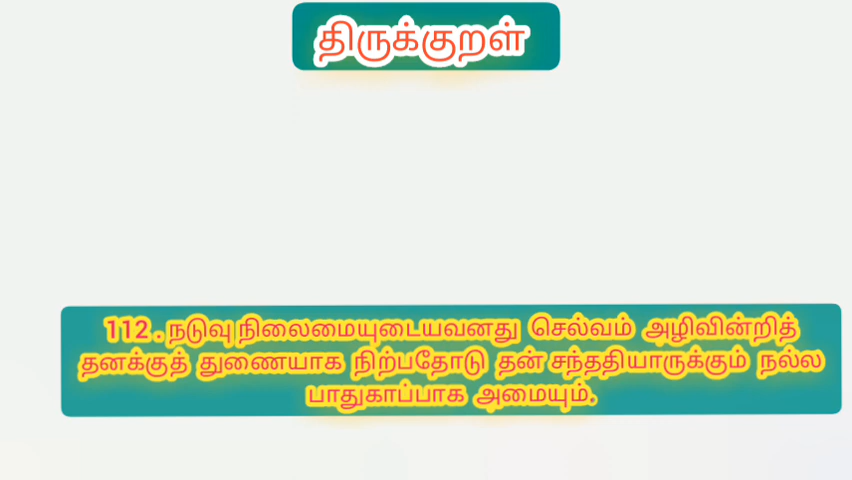 திருக்குறள்
112 . நடுவு நிலைமையுடையவனது செல்வம் அழிவின்றித்
தனக்குத் துணையாக நிற்பதோடு தன் சந்ததியாருக்கும் நல்ல
பாதுகாப்பாக அமையும்.